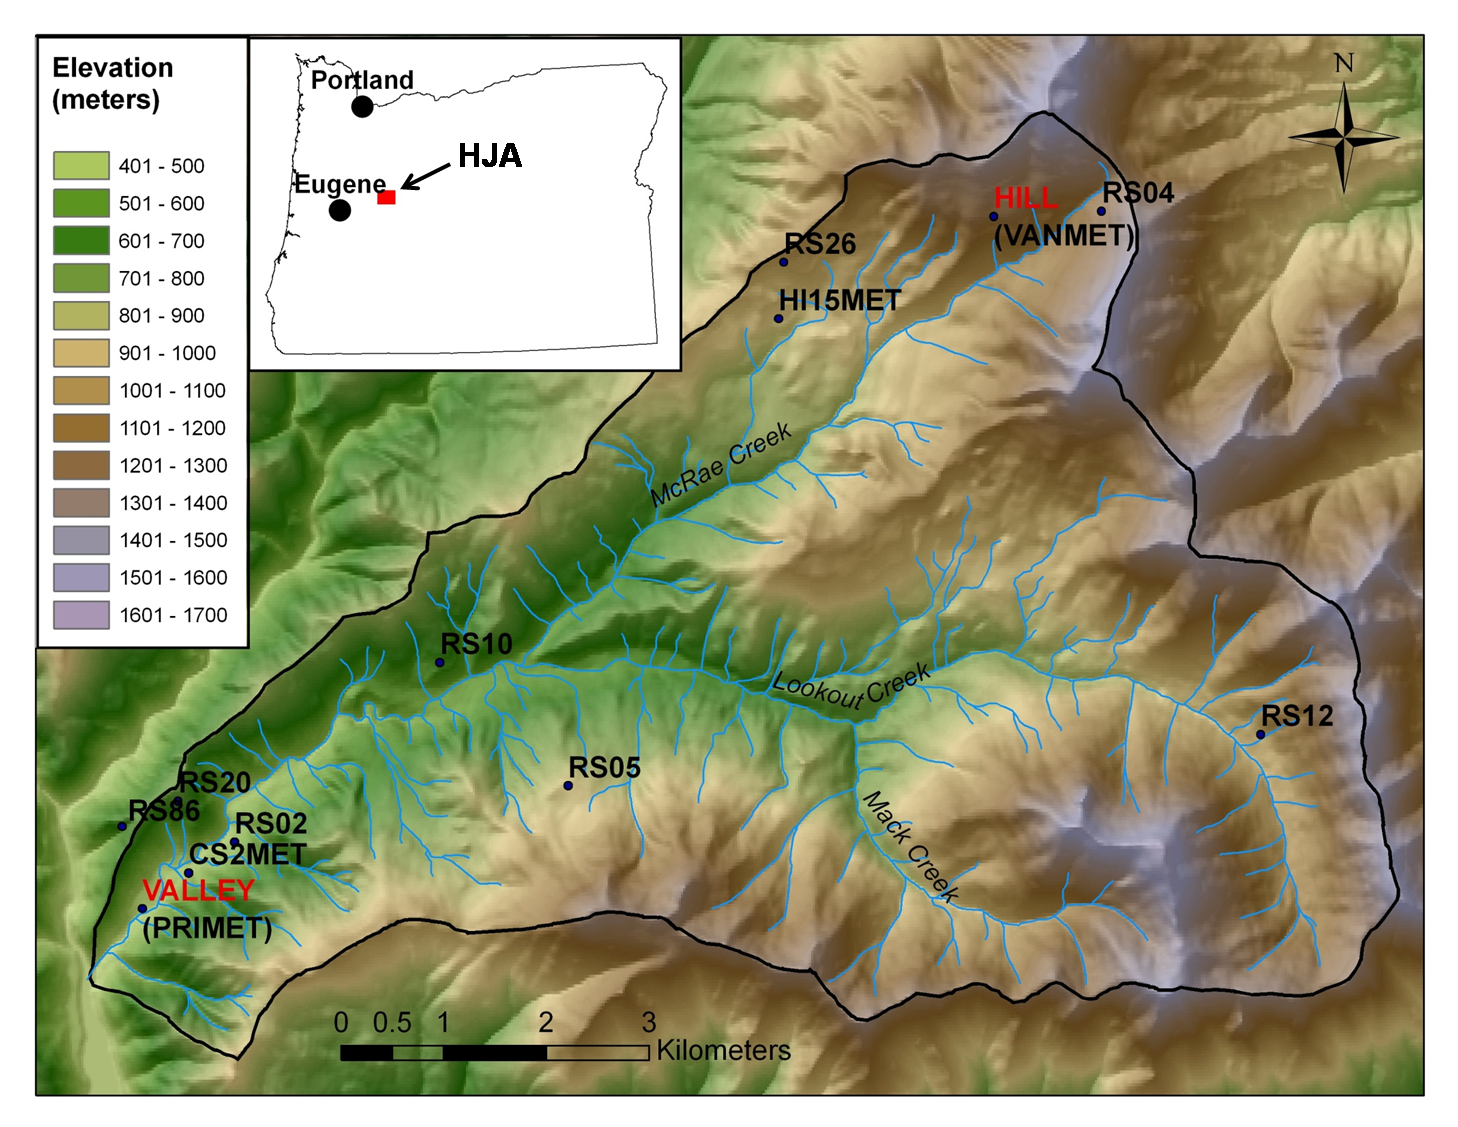 Elevation
(meters)
401 - 500
501 - 600
601 - 700
701 - 800
801 - 900
901 - 1000
1001 - 1100
1101 - 1200
1201 - 1300
1301 - 1400
1401 - 1500
1501 - 1600
1601 - 1700
Portland
HJA
Eugene
N
HILL
RS04
(VANMET)
RS26
HI15MET
McRae Creek
RS10
Lookout Creek
RS12
RS05
RS20
RS86
RS02
CS2MET
Mack Creek
VALLEY
(PRIMET)
0 0.5 1 2 3
Kilometers